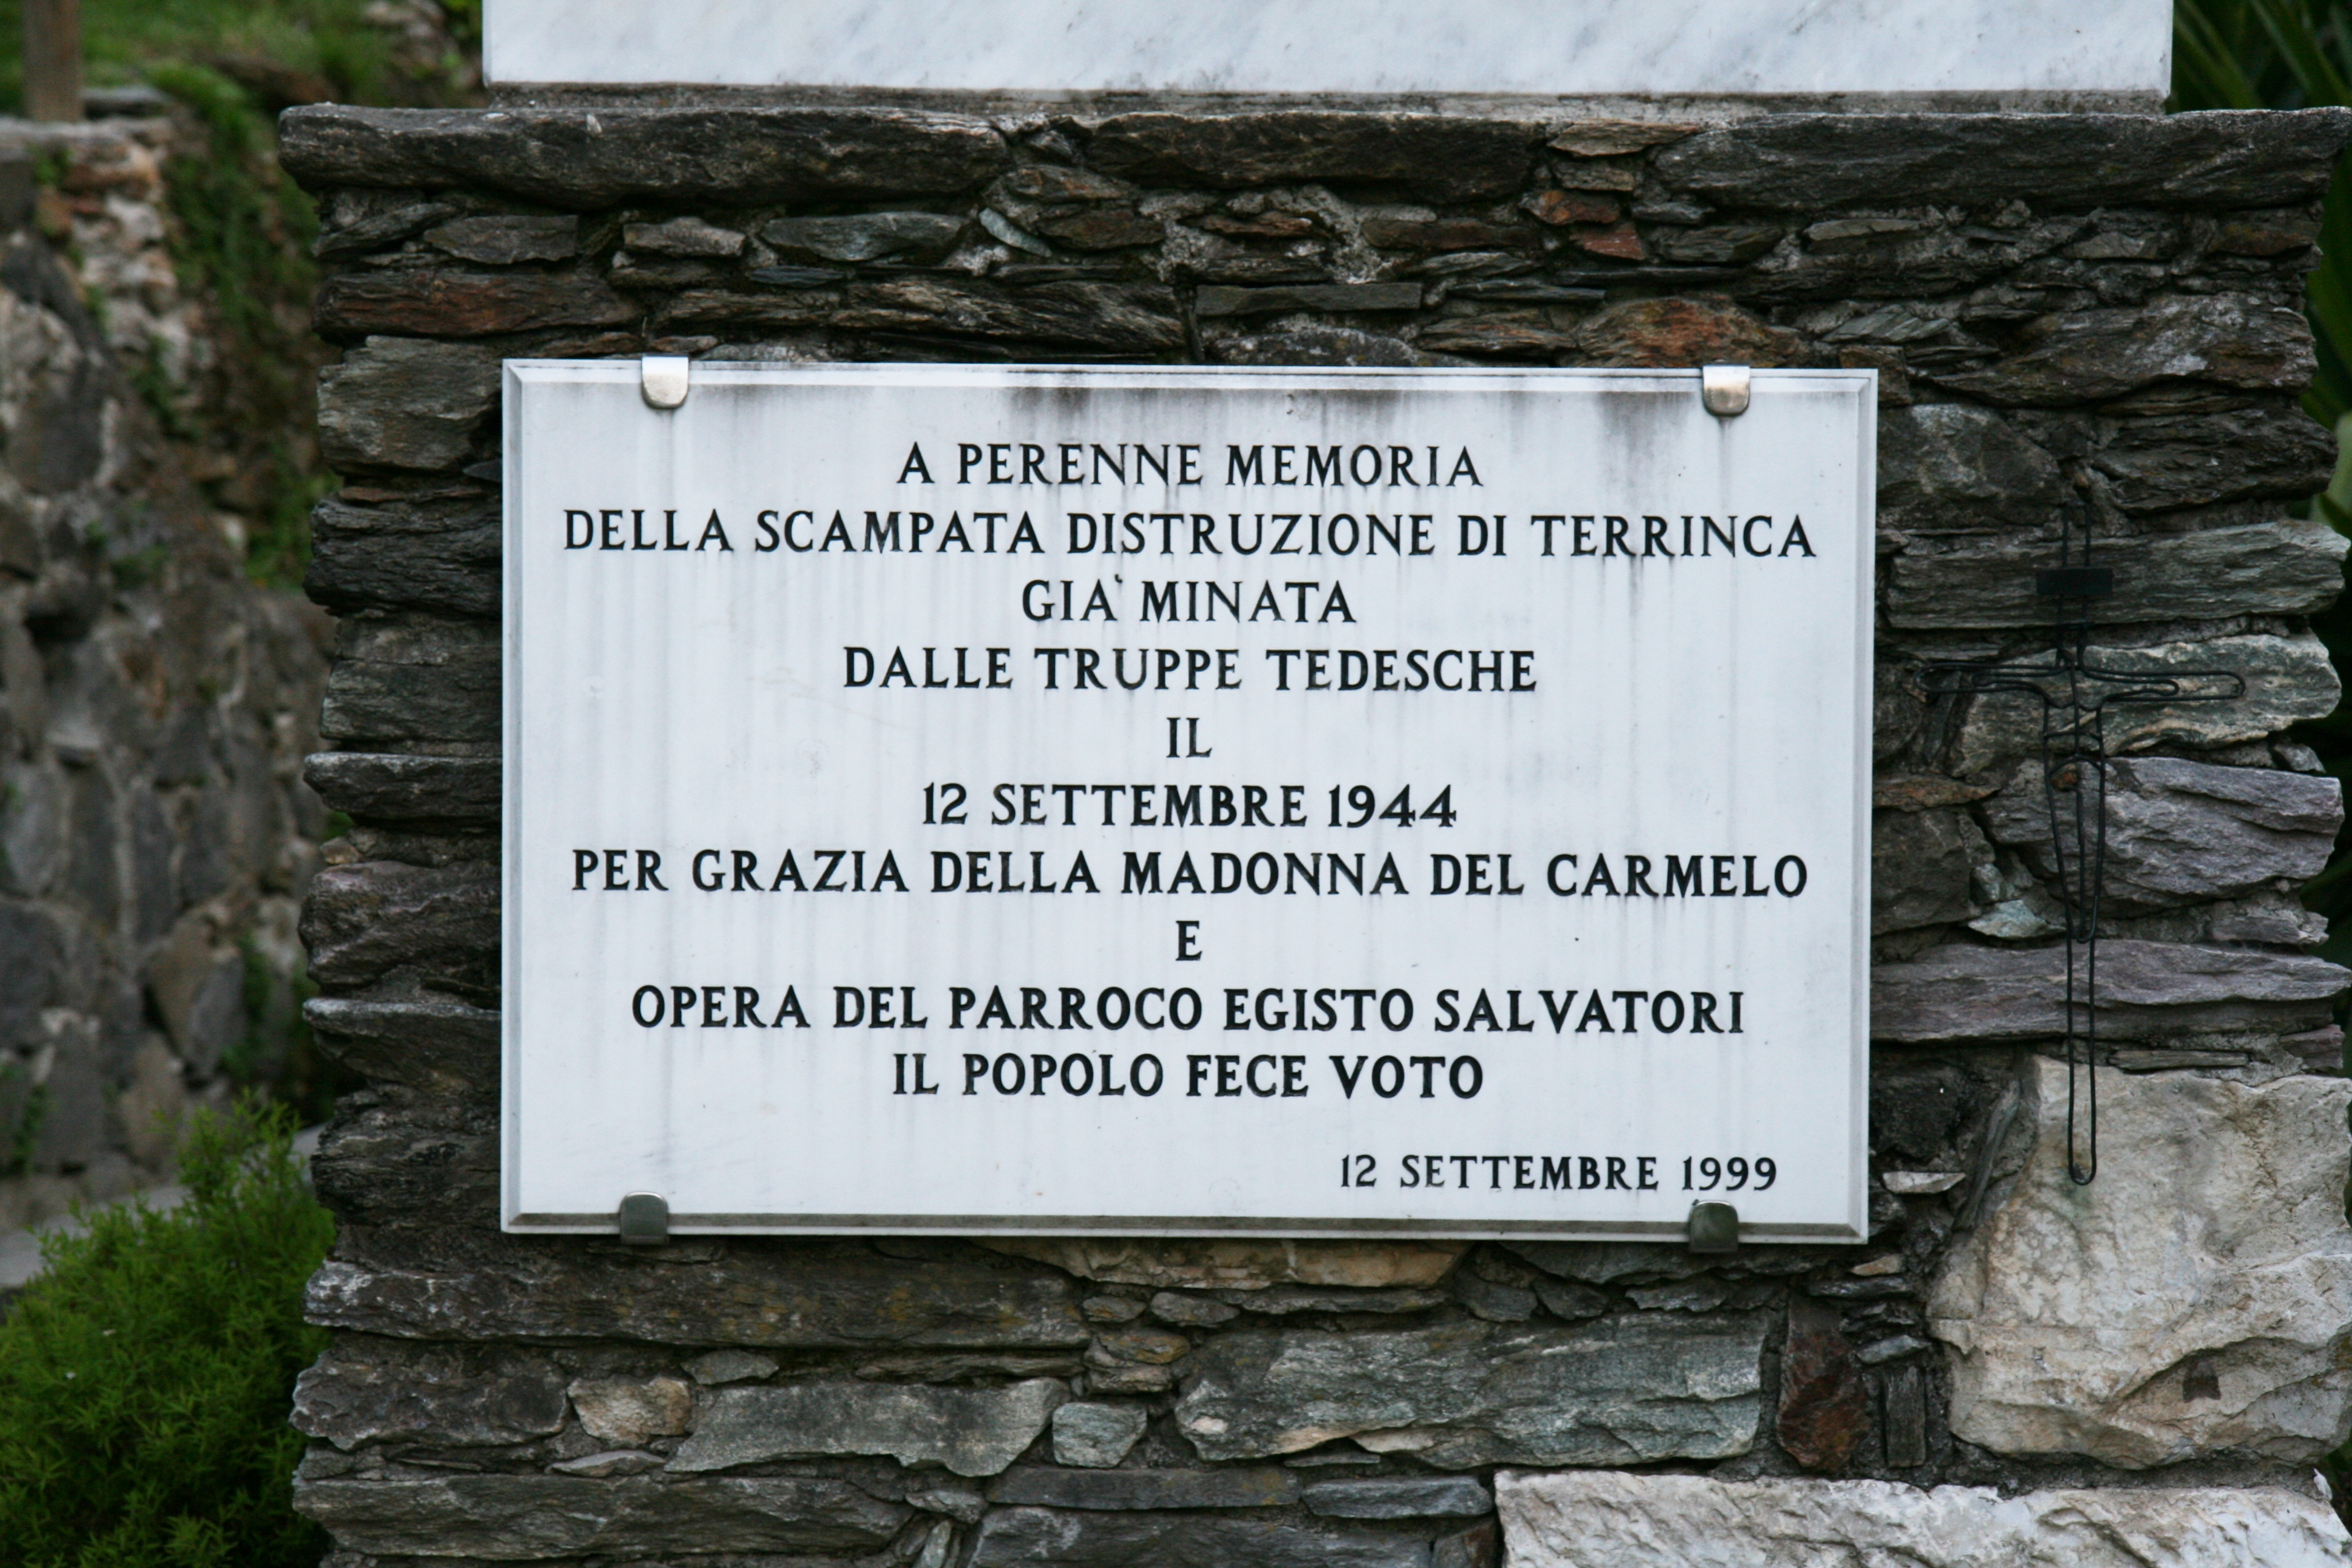 A PERENNE MEMORIA
DELLA SCAMPATA DISTRUZIONE DI TERRINCA
GIA' MINATA
DALLE TRUPPE TEDESCHE
IL
12 SETTEMBRE 1944
PER GRAZIA DELLA MADONNA DEL CARMELO
E
OPERA DEL PARROCO EGISTO SALVATORI
IL POPOLO FECE VOTO
12 SETTEMBRE 1999